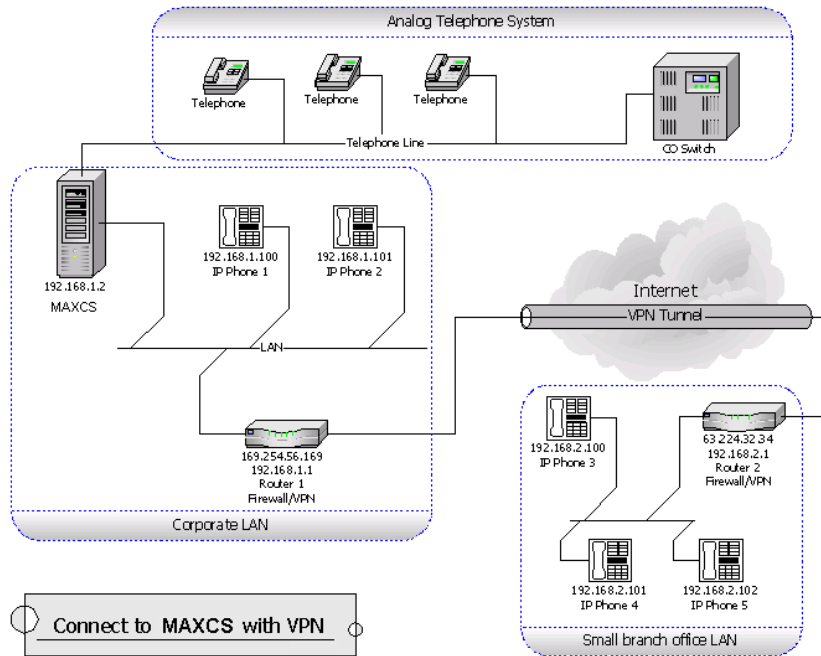 Analog Telephone System
Telephone
Telephone
Telephone
Telephone Line
CO Switch
192.168.1.2
MAXCS
192.168.1.100
IP Phone 1
192.168.1.101
IP Phone 2
LAN
169.254.56.169
192.168.1.1
Router 1
Firewall/VPN
Corporate LAN
Internet
VPN Tunnel
192.168.2.100
IP Phone 3
63.224.32.34
192.168.2.1
Router 2
Firewall/VPN
192.168.2.101
IP Phone 4
192.168.2.102
IP Phone 5
Small branch office LAN
Connect to MAXCS with VPN